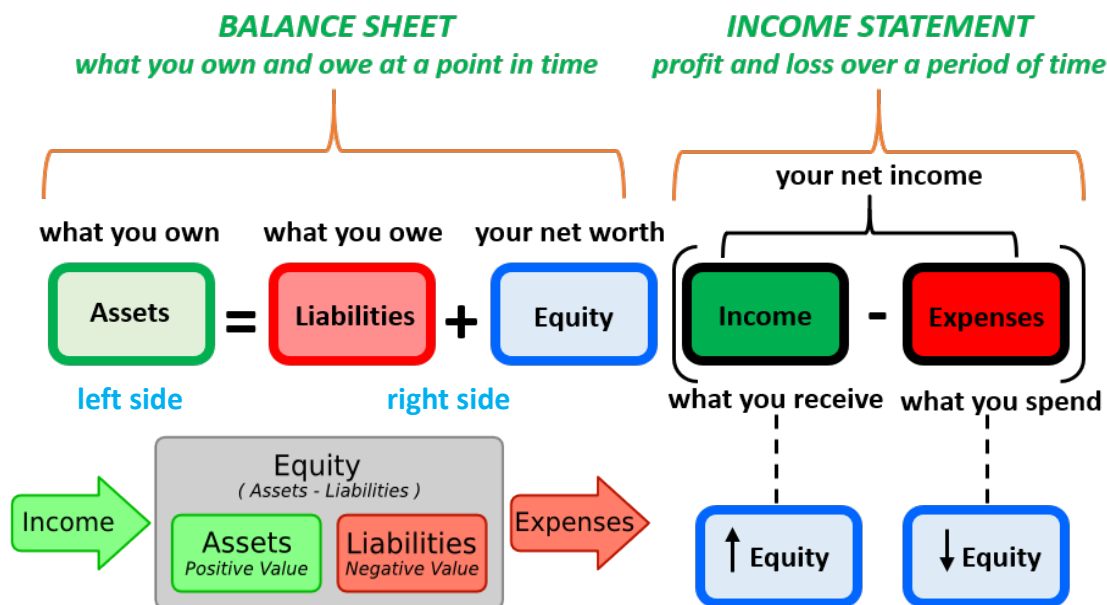 BALANCE SHEET
what you own and owe at a point in time
INCOME STATEMENT
profit and loss over a period of time
your net income
what you own
what you owe
your net worth
Assets
=
Liabilities
+
Equity
Income
-
Expenses
left side
right side
what you receive
what you spend
Income
Equity
( Assets - Liabilities )
Assets
Positive Value
Liabilities
Negative Value
Expenses
↑ Equity
↓ Equity